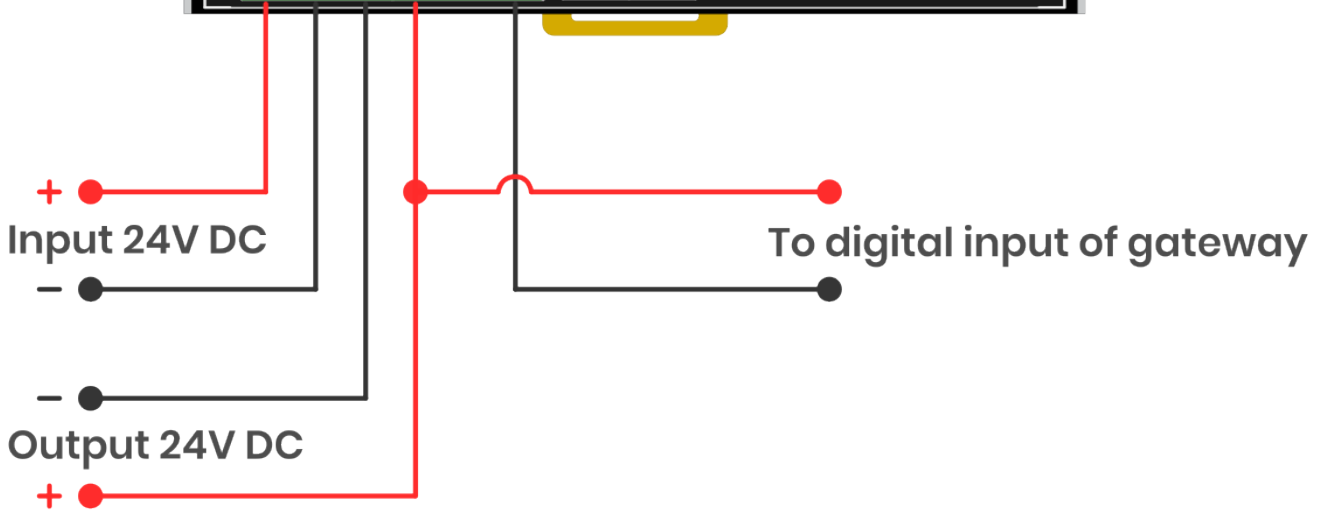 +
Input 24V DC
To digital input of gateway
–
–
Output 24V DC
+